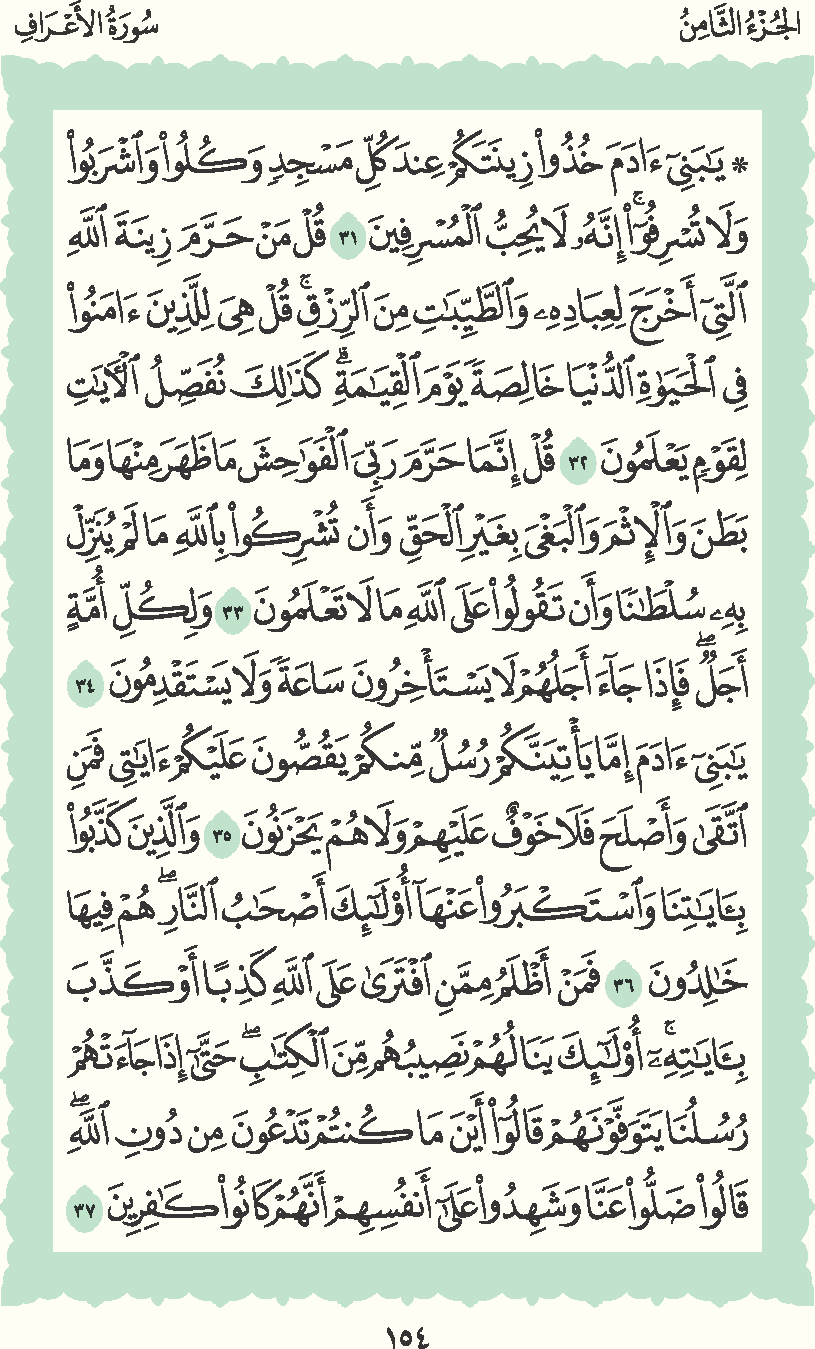 الجُزْءُ الثَّامِنُ
سُورَةُ الأَعْرَافِ
* يَٰبَنِىٓ ءَادَمَ خُذُوا۟ زِينَتَكُمْ عِندَ كُلِّ مَسْجِدٍ وَكُلُوا۟ وَٱشْرَبُوا۟
وَلَا تُسْرِفُوٓا۟ ۚ إِنَّهُۥ لَا يُحِبُّ ٱلْمُسْرِفِينَ ٣١ قُلْ مَنْ حَرَّمَ زِينَةَ ٱللَّهِ
ٱلَّتِىٓ أَخْرَجَ لِعِبَادِهِۦ وَٱلطَّيِّبَٰتِ مِنَ ٱلرِّزْقِ ۚ قُلْ هِىَ لِلَّذِينَ ءَامَنُوا۟
فِى ٱلْحَيَوٰةِ ٱلدُّنْيَا خَالِصَةً يَوْمَ ٱلْقِيَٰمَةِ ۗ كَذَٰلِكَ نُفَصِّلُ ٱلْـَٔايَٰتِ
لِقَوْمٍ يَعْلَمُونَ ٣٢ قُلْ إِنَّمَا حَرَّمَ رَبِّىَ ٱلْفَوَٰحِشَ مَا ظَهَرَ مِنْهَا وَمَا
بَطَنَ وَٱلْإِثْمَ وَٱلْبَغْىَ بِغَيْرِ ٱلْحَقِّ وَأَن تُشْرِكُوا۟ بِٱللَّهِ مَا لَمْ يُنَزِّلْ
بِهِۦ سُلْطَٰنًا وَأَن تَقُولُوا۟ عَلَى ٱللَّهِ مَا لَا تَعْلَمُونَ ٣٣ وَلِكُلِّ أُمَّةٍ
أَجَلٌ ۖ فَإِذَا جَآءَ أَجَلُهُمْ لَا يَسْتَأْخِرُونَ سَاعَةً وَلَا يَسْتَقْدِمُونَ ٣٤
يَٰبَنِىٓ ءَادَمَ إِمَّا يَأْتِيَنَّكُمْ رُسُلٌ مِّنكُمْ يَقُصُّونَ عَلَيْكُمْ ءَايَٰتِى فَمَنِ
ٱتَّقَىٰ وَأَصْلَحَ فَلَا خَوْفٌ عَلَيْهِمْ وَلَا هُمْ يَحْزَنُونَ ٣٥ وَٱلَّذِينَ كَذَّبُوا۟
بِـَٔايَٰتِنَا وَٱسْتَكْبَرُوا۟ عَنْهَآ أُو۟لَٰٓئِكَ أَصْحَٰبُ ٱلنَّارِ ۖ هُمْ فِيهَا
خَٰلِدُونَ ٣٦ فَمَنْ أَظْلَمُ مِمَّنِ ٱفْتَرَىٰ عَلَى ٱللَّهِ كَذِبًا أَوْ كَذَّبَ
بِـَٔايَٰتِهِۦٓ ۚ أُو۟لَٰٓئِكَ يَنَالُهُمْ نَصِيبُهُم مِّنَ ٱلْكِتَٰبِ ۖ حَتَّىٰٓ إِذَا جَآءَتْهُمْ
رُسُلُنَا يَتَوَفَّوْنَهُمْ قَالُوٓا۟ أَيْنَ مَا كُنتُمْ تَدْعُونَ مِن دُونِ ٱللَّهِ ۖ
قَالُوا۟ ضَلُّوا۟ عَنَّا وَشَهِدُوا۟ عَلَىٰٓ أَنفُسِهِمْ أَنَّهُمْ كَانُوا۟ كَٰفِرِينَ ٣٧
١٥٤